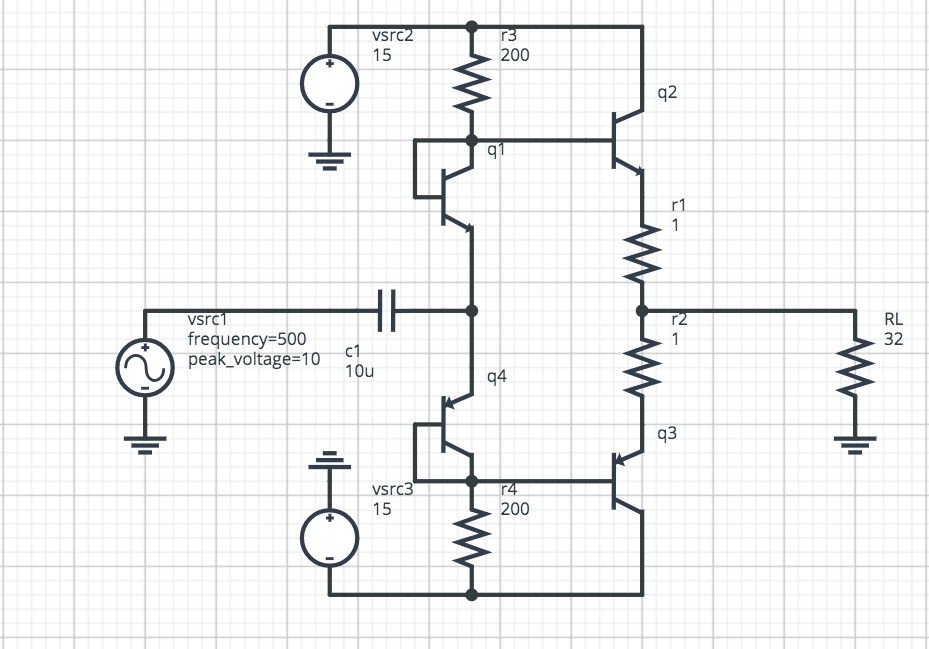 vsrc2
15
r3
200
q2
q1
r1
1
vsrc1
frequency=500
peak_voltage=10
c1
10u
r2
1
RL
32
q4
q3
vsrc3
15
r4
200